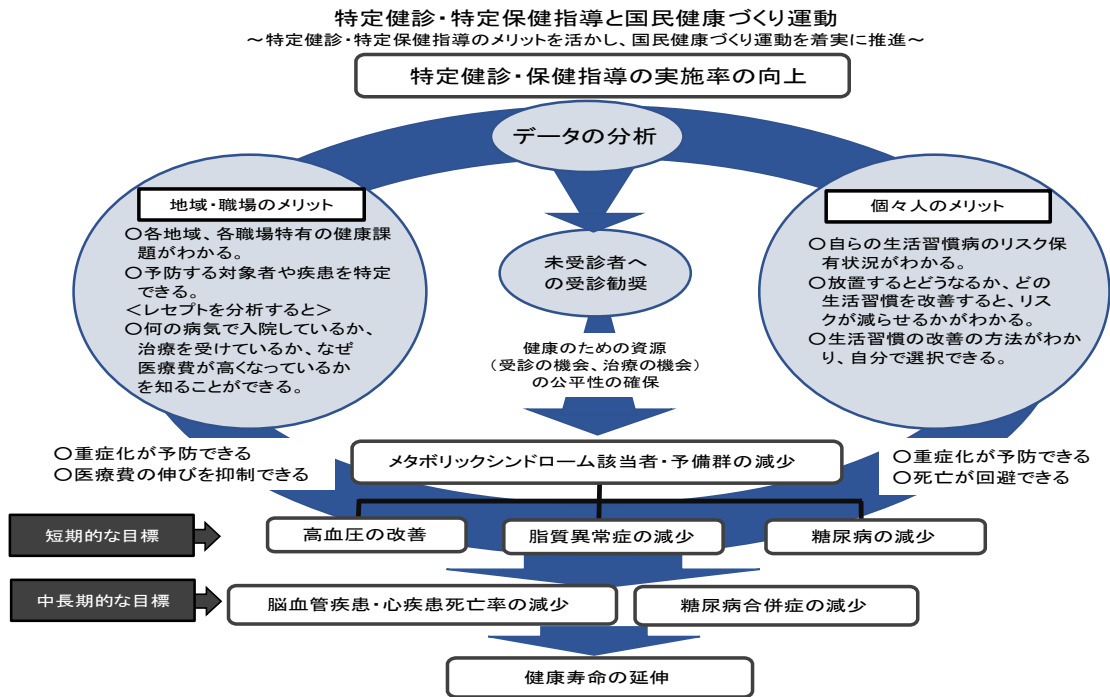 特定健診・特定保健指導と国民健康づくり運動
～特定健診・特定保健指導のメリットを活かし、国民健康づくり運動を着実に推進～
特定健診・保健指導の実施率の向上
データの分析
地域・職場のメリット
○各地域、各職場特有の健康課
題がわかる。
○予防する対象者や疾患を特定
できる。
＜レセプトを分析すると＞
○何の病気で入院しているか、
治療を受けているか、なぜ
医療費が高くなっているか
を知ることができる。
未受診者へ
の受診勧奨
健康のための資源
（受診の機会、治療の機会）
の公平性の確保
個々人のメリット
○自らの生活習慣病のリスク保
有状況がわかる。
○放置するとどうなるか、どの
生活習慣を改善すると、リス
クが減らせるかがわかる。
○生活習慣の改善の方法がわか
り、自分で選択できる。
○重症化が予防できる
○医療費の伸びを抑制できる
メタボリックシンドローム該当者・予備群の減少
○重症化が予防できる
○死亡が回避できる
短期的な目標
高血圧の改善
脂質異常症の減少
糖尿病の減少
中長期的な目標
脳血管疾患・心疾患死亡率の減少
糖尿病合併症の減少
健康寿命の延伸